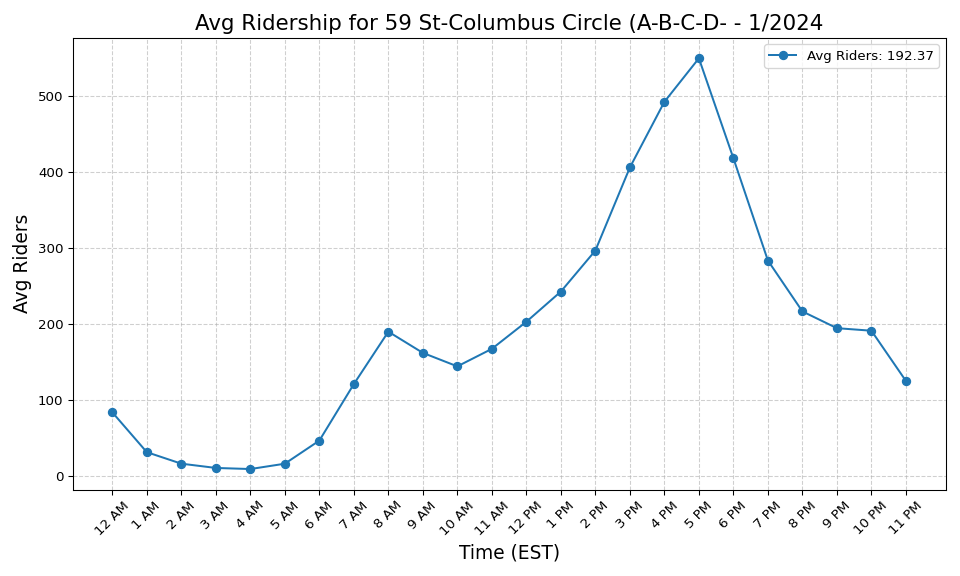 Avg Ridership for 59 St-Columbus Circle (A-B-C-D- - 1/2024
Avg Riders: 192.37
Avg Riders
500
400
300
200
100
0
12 AM
1 AM
2 AM
3 AM
4 AM
5 AM
6 AM
7 AM
8 AM
9 AM
10 AM
11 AM
12 PM
1 PM
2 PM
3 PM
4 PM
5 PM
6 PM
7 PM
8 PM
9 PM
10 PM
11 PM
Time (EST)